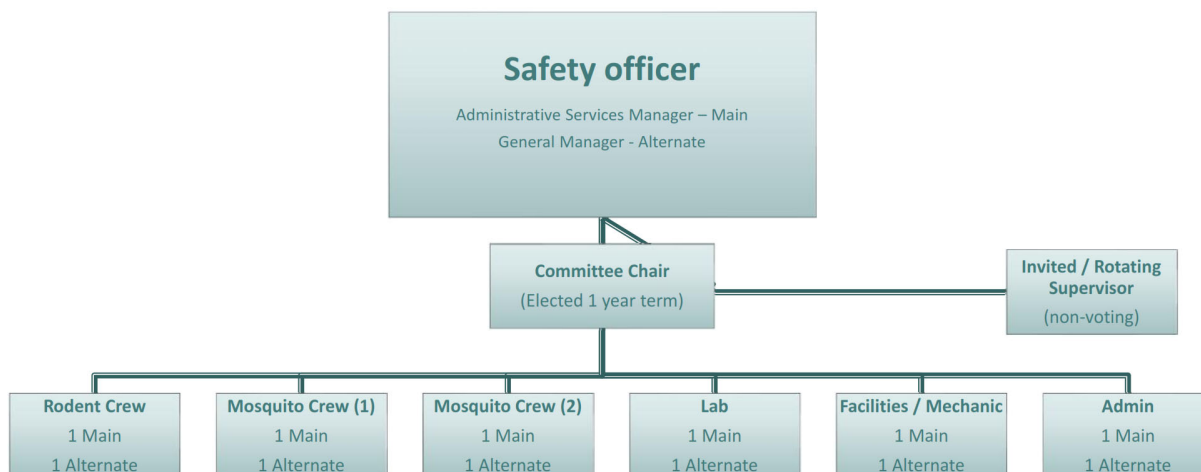 Safety officer
Administrative Services Manager – Main
General Manager - Alternate
Committee Chair
(Elected 1 year term)
Invited / Rotating
Supervisor
(non-voting)
Rodent Crew
1 Main
1 Alternate
Mosquito Crew (1)
1 Main
1 Alternate
Mosquito Crew (2)
1 Main
1 Alternate
Lab
1 Main
1 Alternate
Facilities / Mechanic
1 Main
1 Alternate
Admin
1 Main
1 Alternate